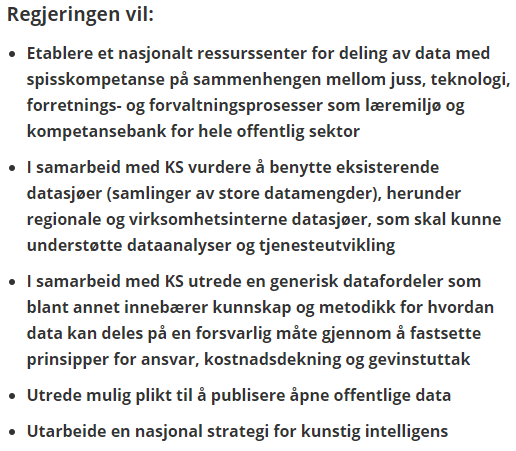 Regjeringen vil:
• Etablere et nasjonalt ressurssenter for deling av data med
spisskompetanse på sammenhengen mellom juss, teknologi,
forretnings- og forvaltningsprosesser som læremiljø og
kompetansebank for hele offentlig sektor
• I samarbeid med KS vurdere å benytte eksisterende
datasjøer (samlinger av store datamengder), herunder
regionale og virksomhetsinterne datasjøer, som skal kunne
understøtte dataanalyser og tjenesteutvikling
• I samarbeid med KS utrede en generisk datafordeler som
blant annet innebærer kunnskap og metodikk for hvordan
data kan deles på en forsvarlig måte gjennom å fastsette
prinsipper for ansvar, kostnadsdekning og gevinstuttak
• Utrede mulig plikt til å publisere åpne offentlige data
• Utarbeide en nasjonal strategi for kunstig intelligens